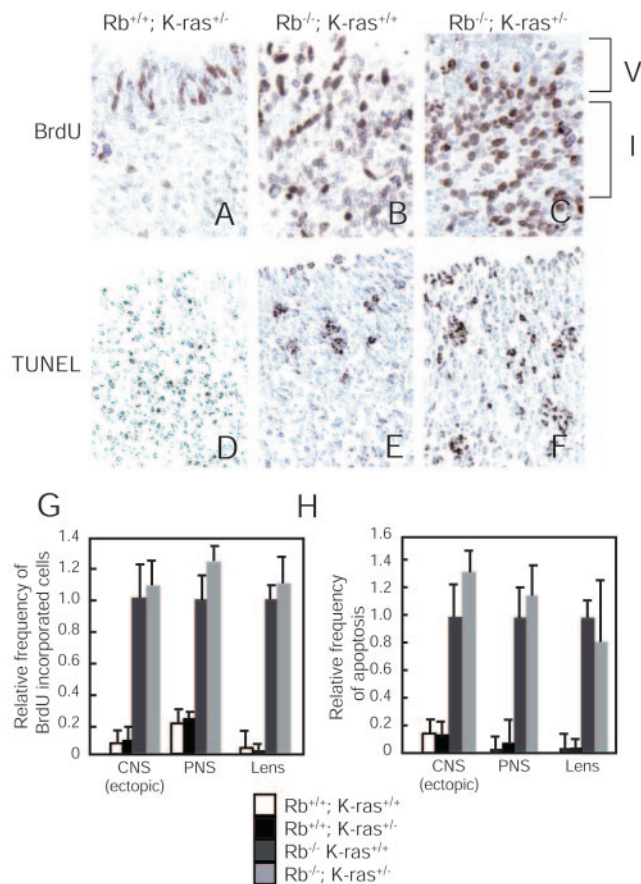 Rb+/+; K-ras+/- Rb-/-; K-ras+/+ Rb-/-; K-ras+/-
BrdU
V
I
A B C
TUNEL
D E F
G H
Relative frequency of
BrdU incorporated cells
1.4
1.2
1.0
0.8
0.6
0.4
0.2
0
CNS PNS Lens
(ectopic)
Relative frequency
of apoptosis
1.6
1.4
1.2
1.0
0.8
0.6
0.4
0.2
0
CNS PNS Lens
(ectopic)
Rb+/+; K-ras+/+
Rb+/+; K-ras+/-
Rb-/- K-ras+/+
Rb-/-; K-ras+/-